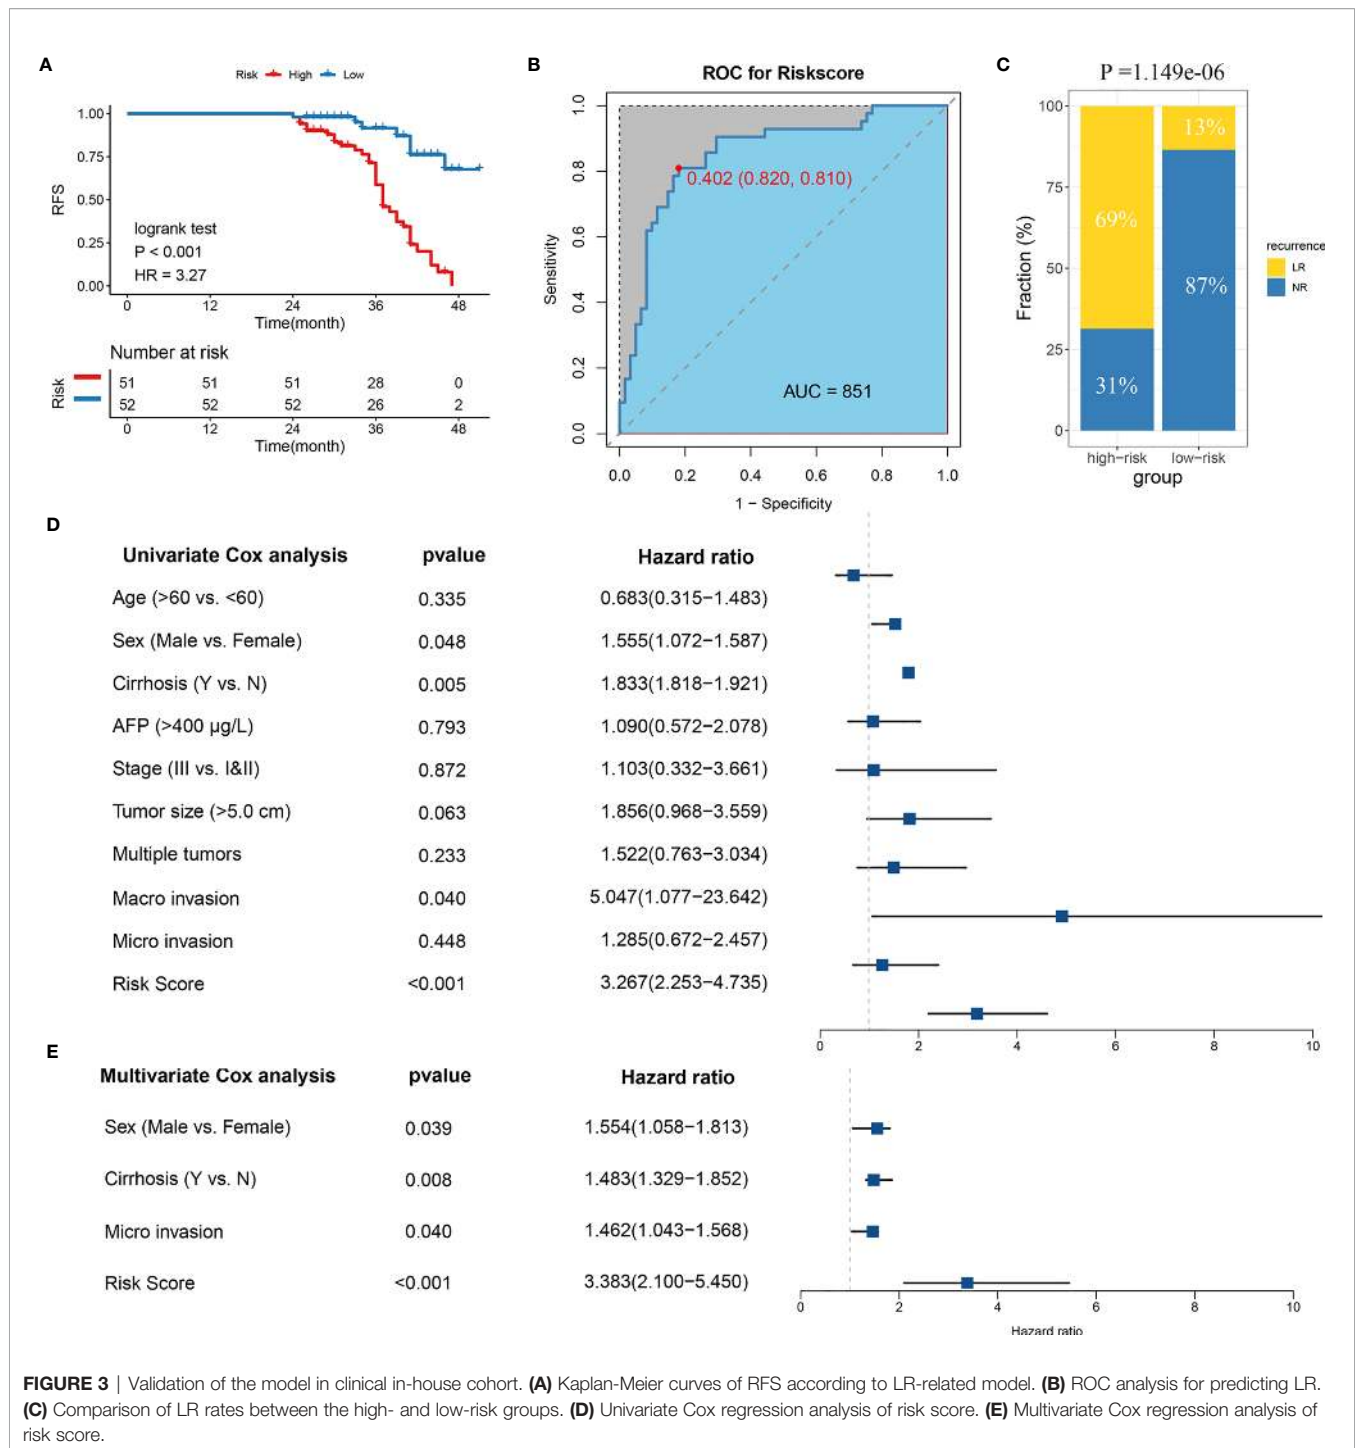 A
Risk High Low
1.00
0.75
0.50
0.25
0.00
RFS
logrank test
P < 0.001
HR = 3.27
0 12 24 36 48
Time(month)
Number at risk
Risk
51 51 51 28 0
52 52 52 26 2
0 12 24 36 48
Time(month)
B
ROC for Riskscore
1.0
0.8
0.6
0.4
0.2
0.0
Sensitivity
0.402 (0.820, 0.810)
AUC = 851
0.0 0.2 0.4 0.6 0.8 1.0
1 − Specificity
C
P =1.149e-06
100
75
50
25
0
Fraction (%)
13%
69%
87%
31%
high−risk low−risk
group
recurrence
LR
NR
D
Univariate Cox analysis pvalue Hazard ratio
Age (>60 vs. <60) 0.335 0.683(0.315−1.483)
Sex (Male vs. Female) 0.048 1.555(1.072−1.587)
Cirrhosis (Y vs. N) 0.005 1.833(1.818−1.921)
AFP (>400 μg/L) 0.793 1.090(0.572−2.078)
Stage (III vs. I&II) 0.872 1.103(0.332−3.661)
Tumor size (>5.0 cm) 0.063 1.856(0.968−3.559)
Multiple tumors 0.233 1.522(0.763−3.034)
Macro invasion 0.040 5.047(1.077−23.642)
Micro invasion 0.448 1.285(0.672−2.457)
Risk Score <0.001 3.267(2.253−4.735)
0 2 4 6 8 10
E
Multivariate Cox analysis pvalue Hazard ratio
Sex (Male vs. Female) 0.039 1.554(1.058−1.813)
Cirrhosis (Y vs. N) 0.008 1.483(1.329−1.852)
Micro invasion 0.040 1.462(1.043−1.568)
Risk Score <0.001 3.383(2.100−5.450)
0 2 4 6 8 10
Hazard ratio
FIGURE 3 | Validation of the model in clinical in-house cohort. (A) Kaplan-Meier curves of RFS according to LR-related model. (B) ROC analysis for predicting LR.
(C) Comparison of LR rates between the high- and low-risk groups. (D) Univariate Cox regression analysis of risk score. (E) Multivariate Cox regression analysis of
risk score.